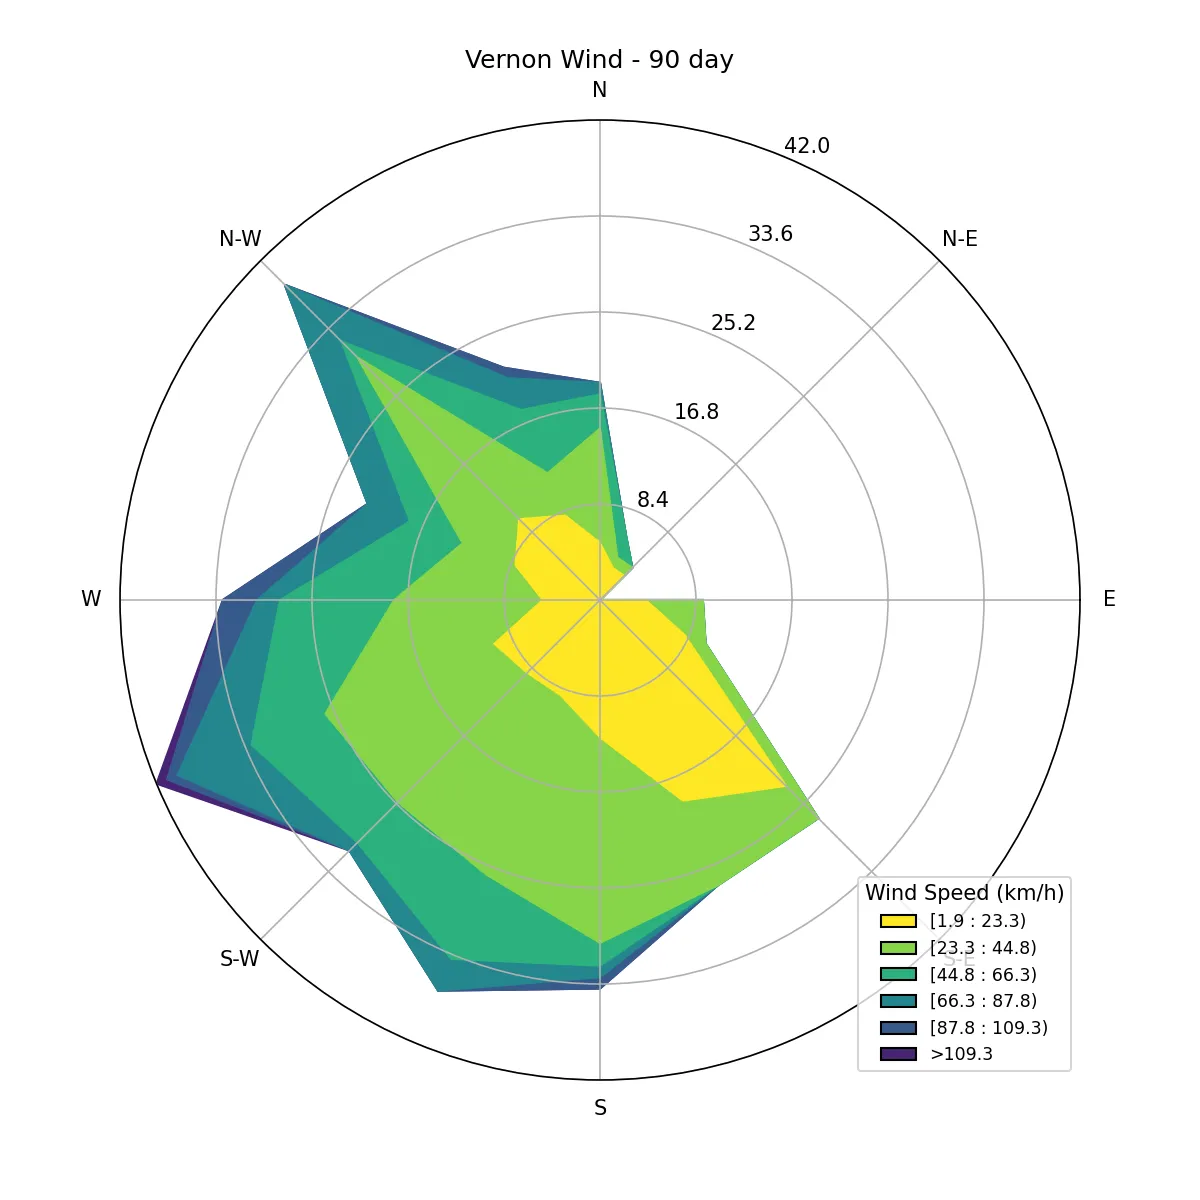 Vernon Wind - 90 day
N
42.0
N-W
N-E
33.6
25.2
16.8
8.4
W
E
S-W
S-E
S
Wind Speed (km/h)
[1.9 : 23.3)
[23.3 : 44.8)
[44.8 : 66.3)
[66.3 : 87.8)
[87.8 : 109.3)
>109.3